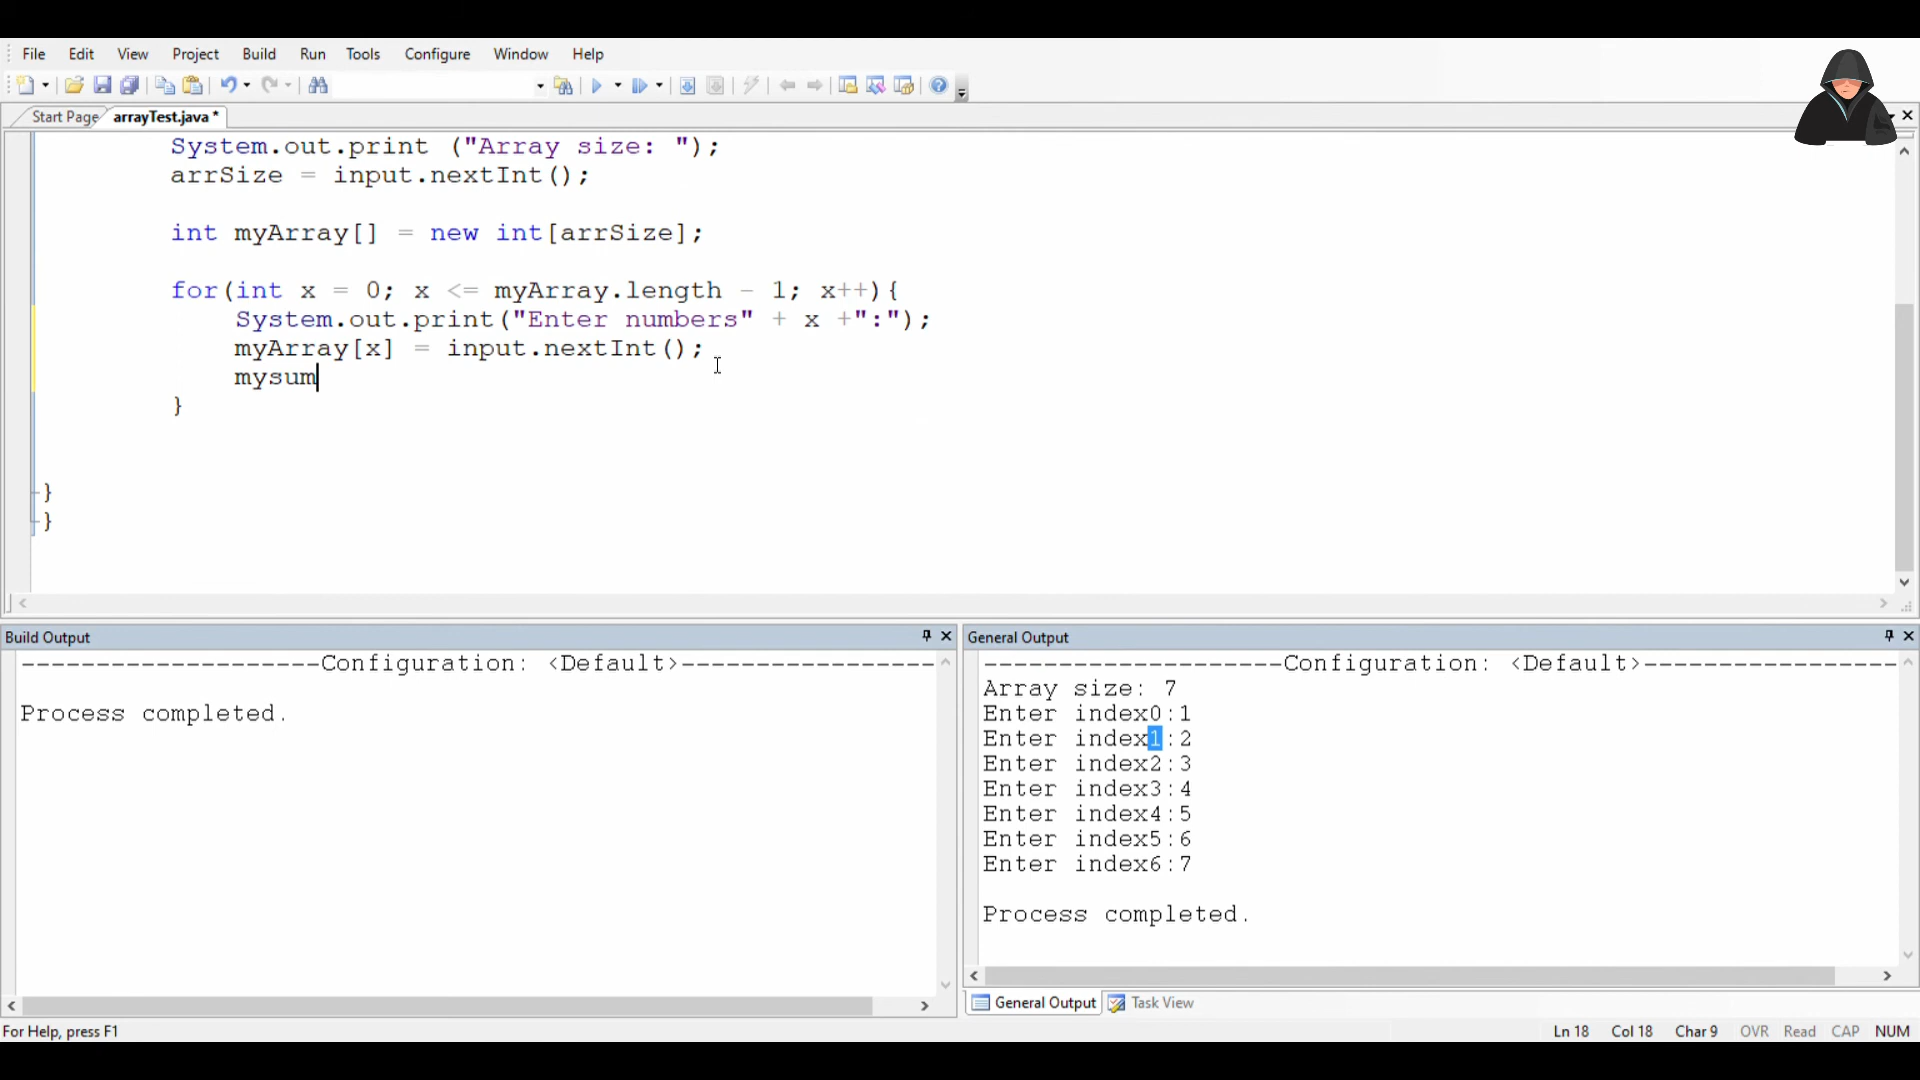 File Edit View Project Build Run Tools Configure Window Help
Start Page arrayTest.java *
System.out.print ("Array size: ");
arrSize = input.nextInt();
int myArray[] = new int[arrSize];
for(int x = 0; x <= myArray.length - 1; x++){
System.out.print("Enter numbers" + x +":");
myArray[x] = input.nextInt();
mysum
}
}
}
Build Output
--------------------Configuration: <Default>-----------------
Process completed.
General Output
--------------------Configuration: <Default>-----------------
Array size: 7
Enter index0:1
Enter index1:2
Enter index2:3
Enter index3:4
Enter index4:5
Enter index5:6
Enter index6:7
Process completed.
General Output Task View
For Help, press F1 Ln 18 Col 18 Char 9 OVR Read CAP NUM